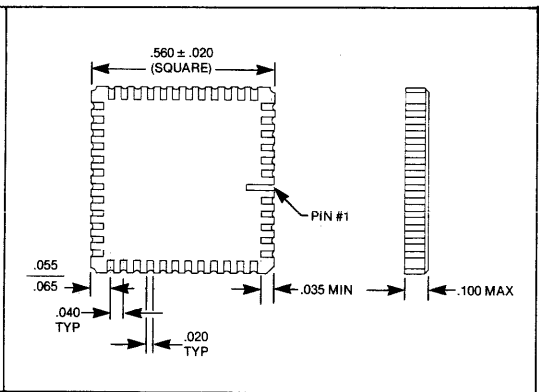 .560 ± .020
(SQUARE)
PIN #1
.055
.065
.035 MIN
.100 MAX
.040
TYP
.020
TYP